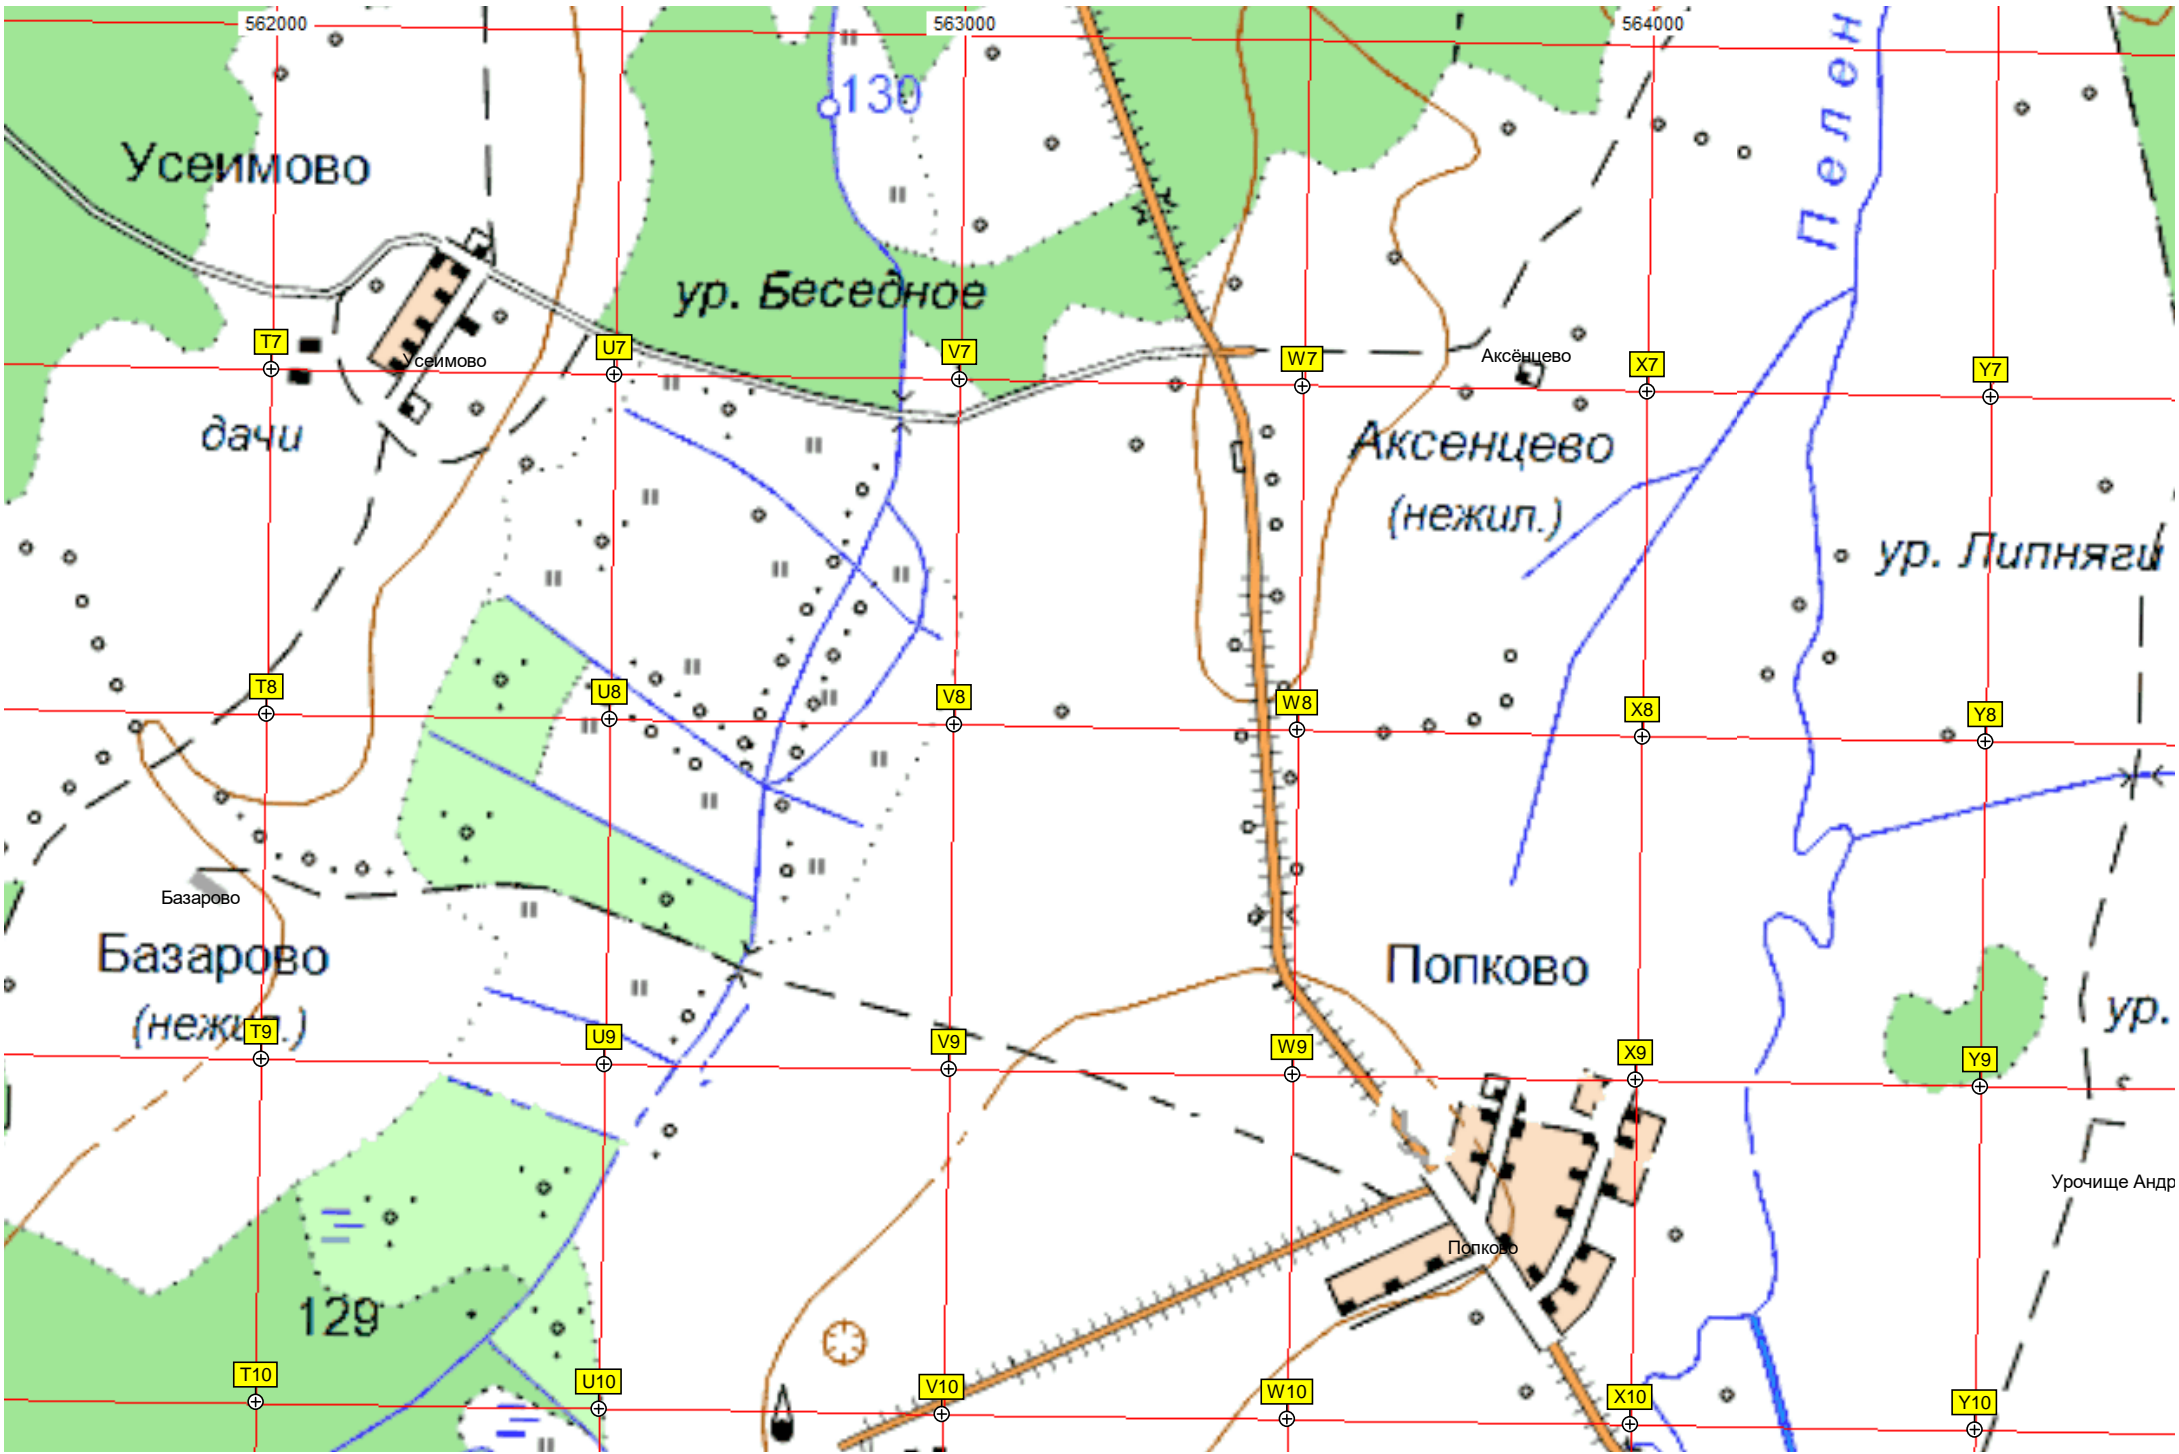 562000
563000
564000
130
Пелен
Усеимово
ур. Беседное
T7
U7
V7
W7
X7
Y7
Усеимово
Аксёнцево
дачи
Аксенцево
(нежил.)
ур. Липняги
T8
U8
V8
W8
X8
Y8
Базарово
Базарово
(нежил.)
Попково
ур.
T9
U9
V9
W9
X9
Y9
Урочище Андр
Попково
129
T10
U10
V10
W10
X10
Y10